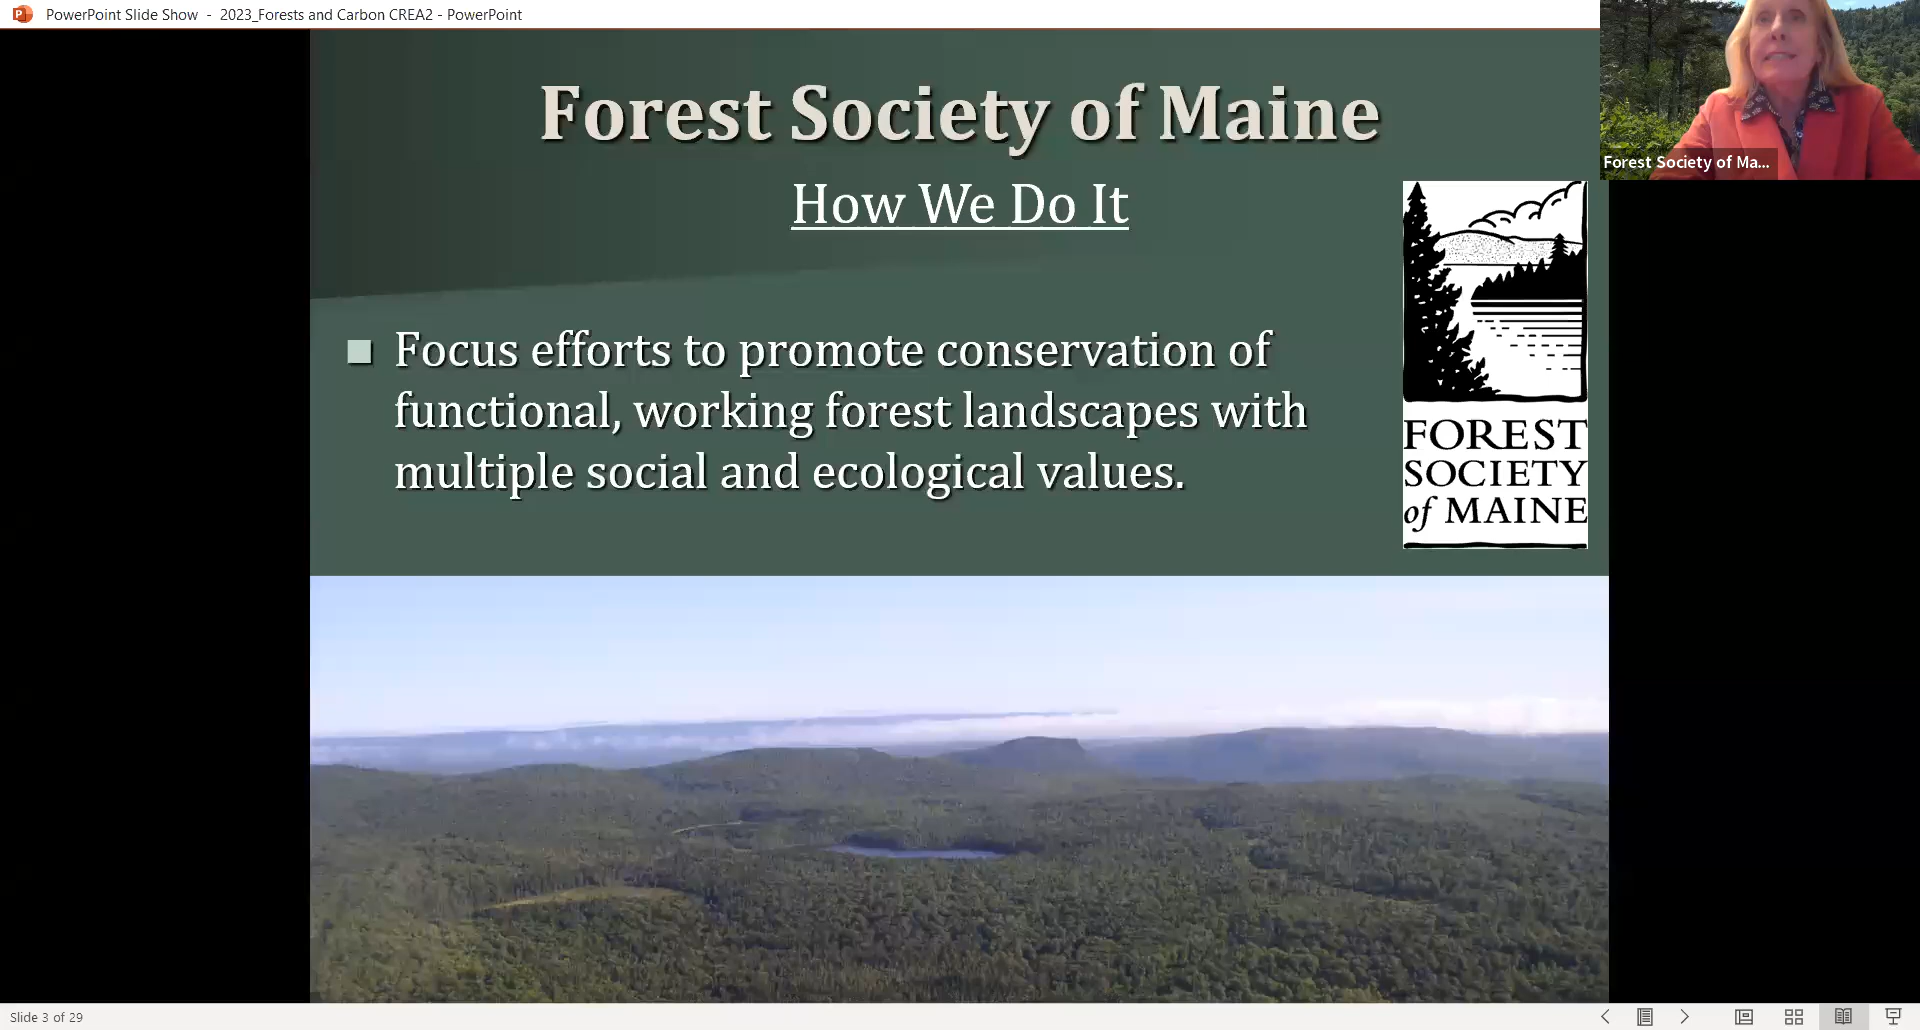 PowerPoint Slide Show - 2023_Forests and Carbon CREA2 - PowerPoint
Forest Society of Ma...
Forest Society of Maine
How We Do It
■ Focus efforts to promote conservation of
functional, working forest landscapes with
multiple social and ecological values.
FOREST
SOCIETY
of MAINE
Slide 3 of 29